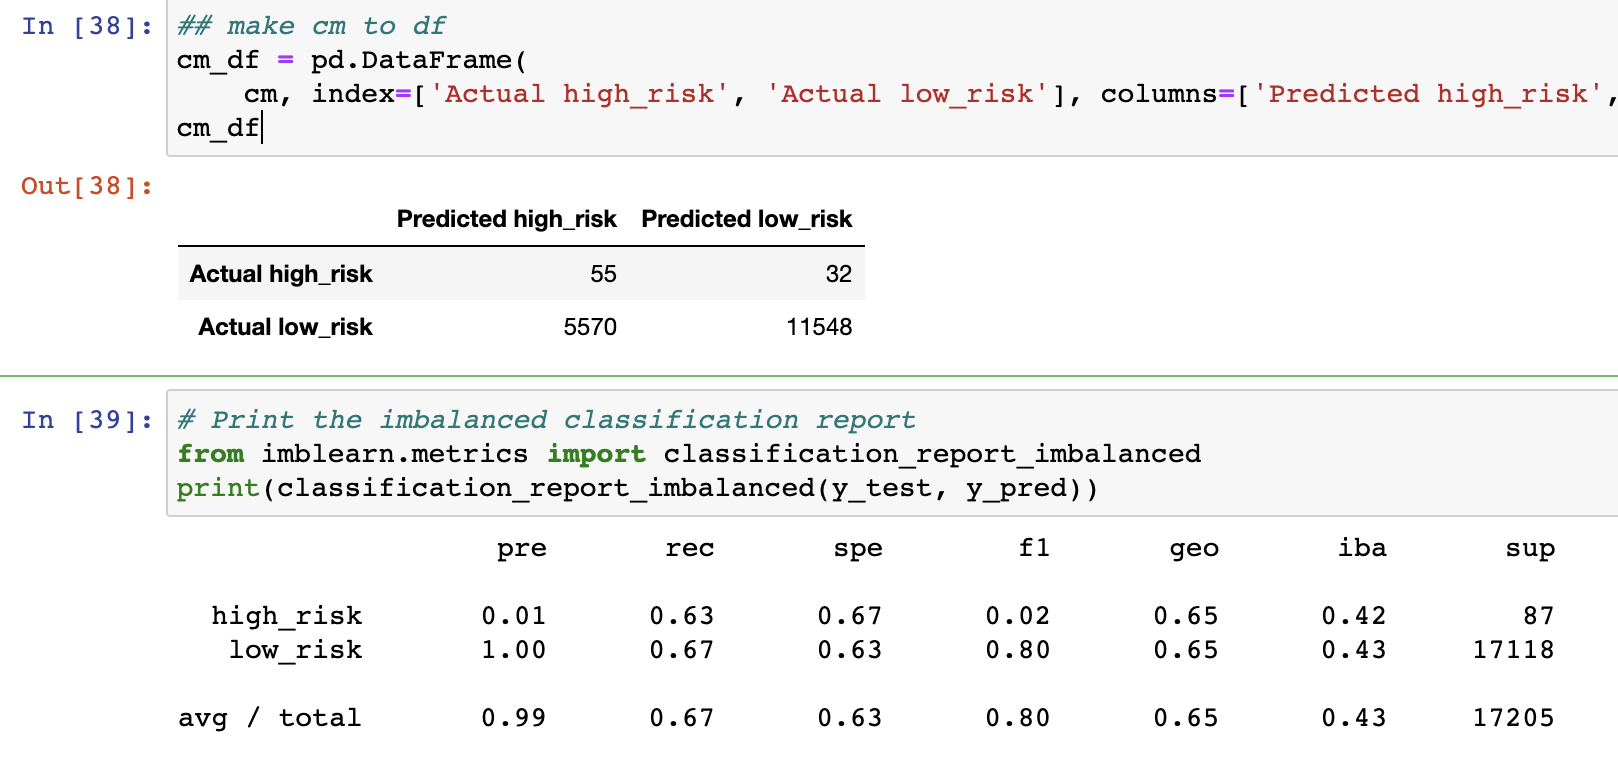 In [38]: ## make cm to df
cm_df = pd.DataFrame(
cm, index=['Actual high_risk', 'Actual low_risk'], columns=['Predicted high_risk',
cm_df
Out[38]:
Predicted high_risk Predicted low_risk
Actual high_risk 55 32
Actual low_risk 5570 11548
In [39]: # Print the imbalanced classification report
from imblearn.metrics import classification_report_imbalanced
print(classification_report_imbalanced(y_test, y_pred))
pre rec spe f1 geo iba sup
high_risk 0.01 0.63 0.67 0.02 0.65 0.42 87
low_risk 1.00 0.67 0.63 0.80 0.65 0.43 17118
avg / total 0.99 0.67 0.63 0.80 0.65 0.43 17205